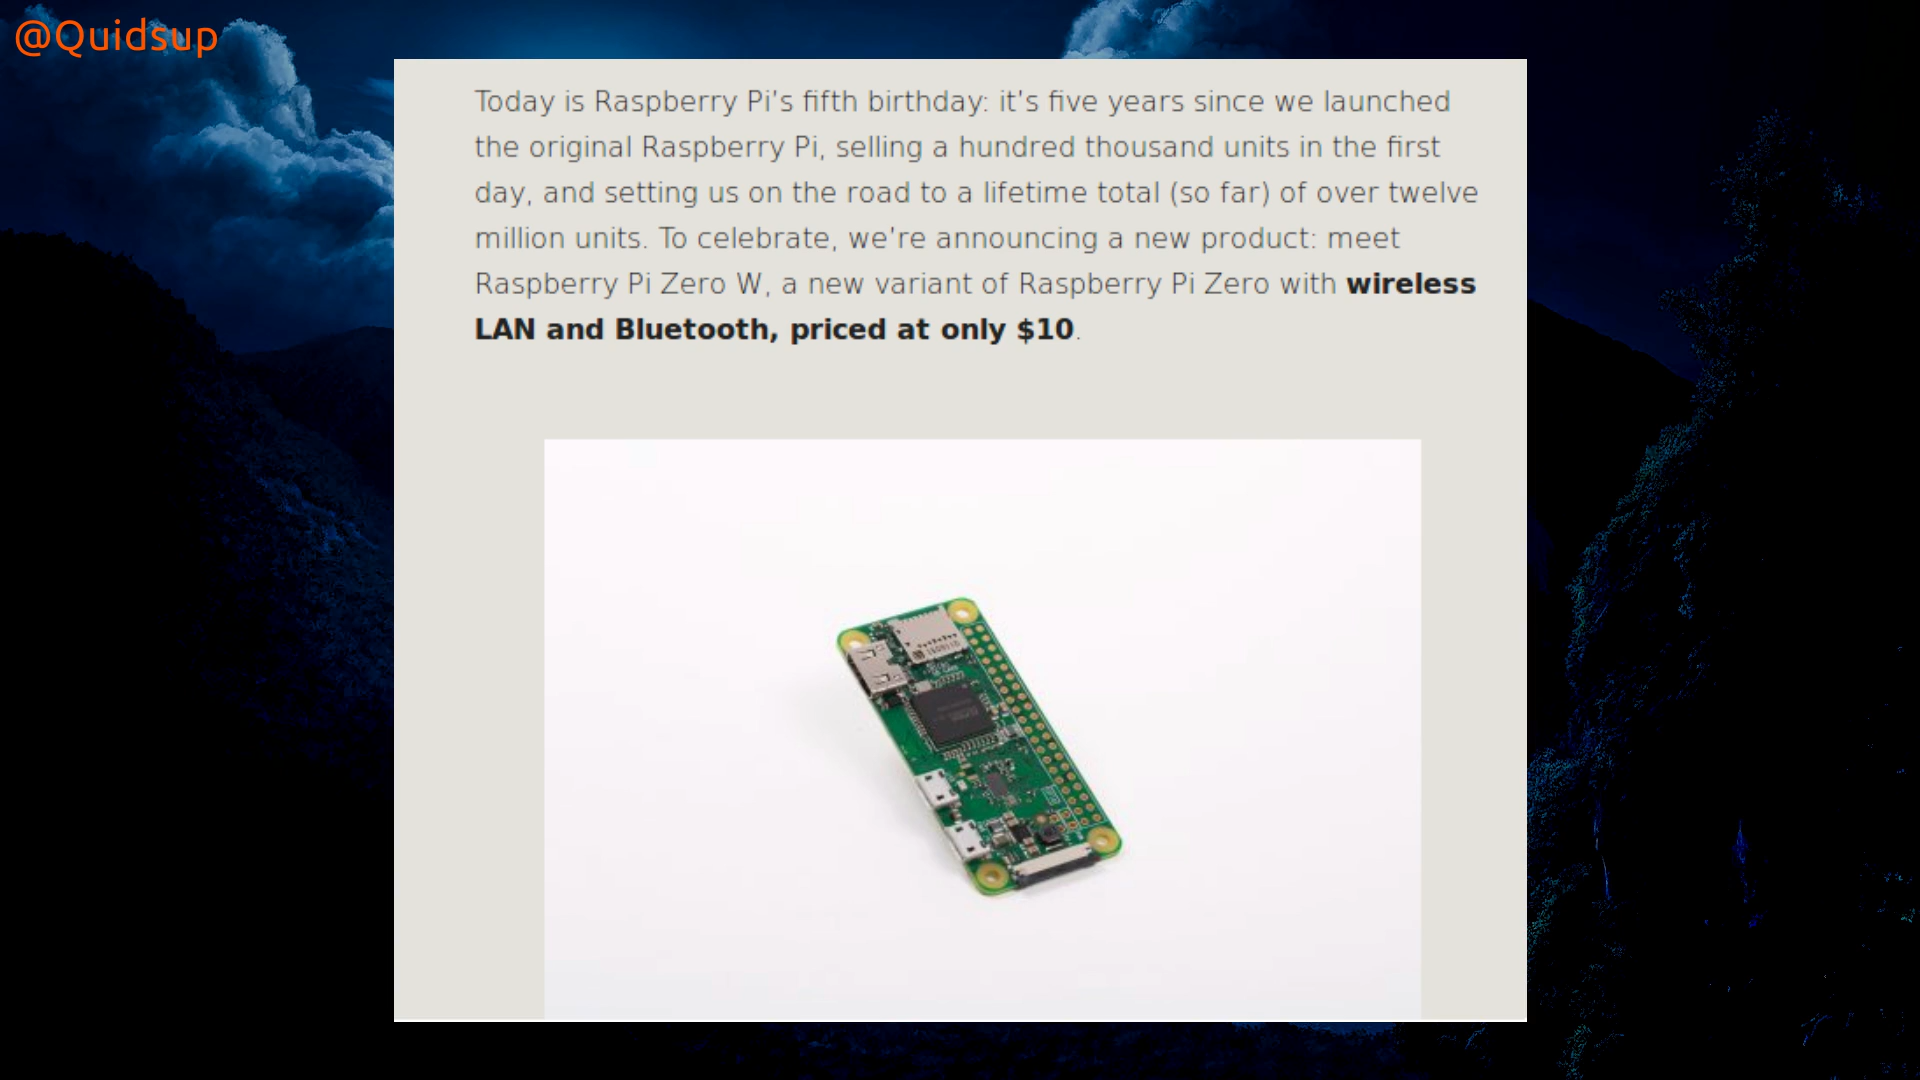 @Quidsup
Today is Raspberry Pi's fifth birthday: it's five years since we launched
the original Raspberry Pi, selling a hundred thousand units in the first
day, and setting us on the road to a lifetime total (so far) of over twelve
million units. To celebrate, we're announcing a new product: meet
Raspberry Pi Zero W, a new variant of Raspberry Pi Zero with wireless
LAN and Bluetooth, priced at only $10.